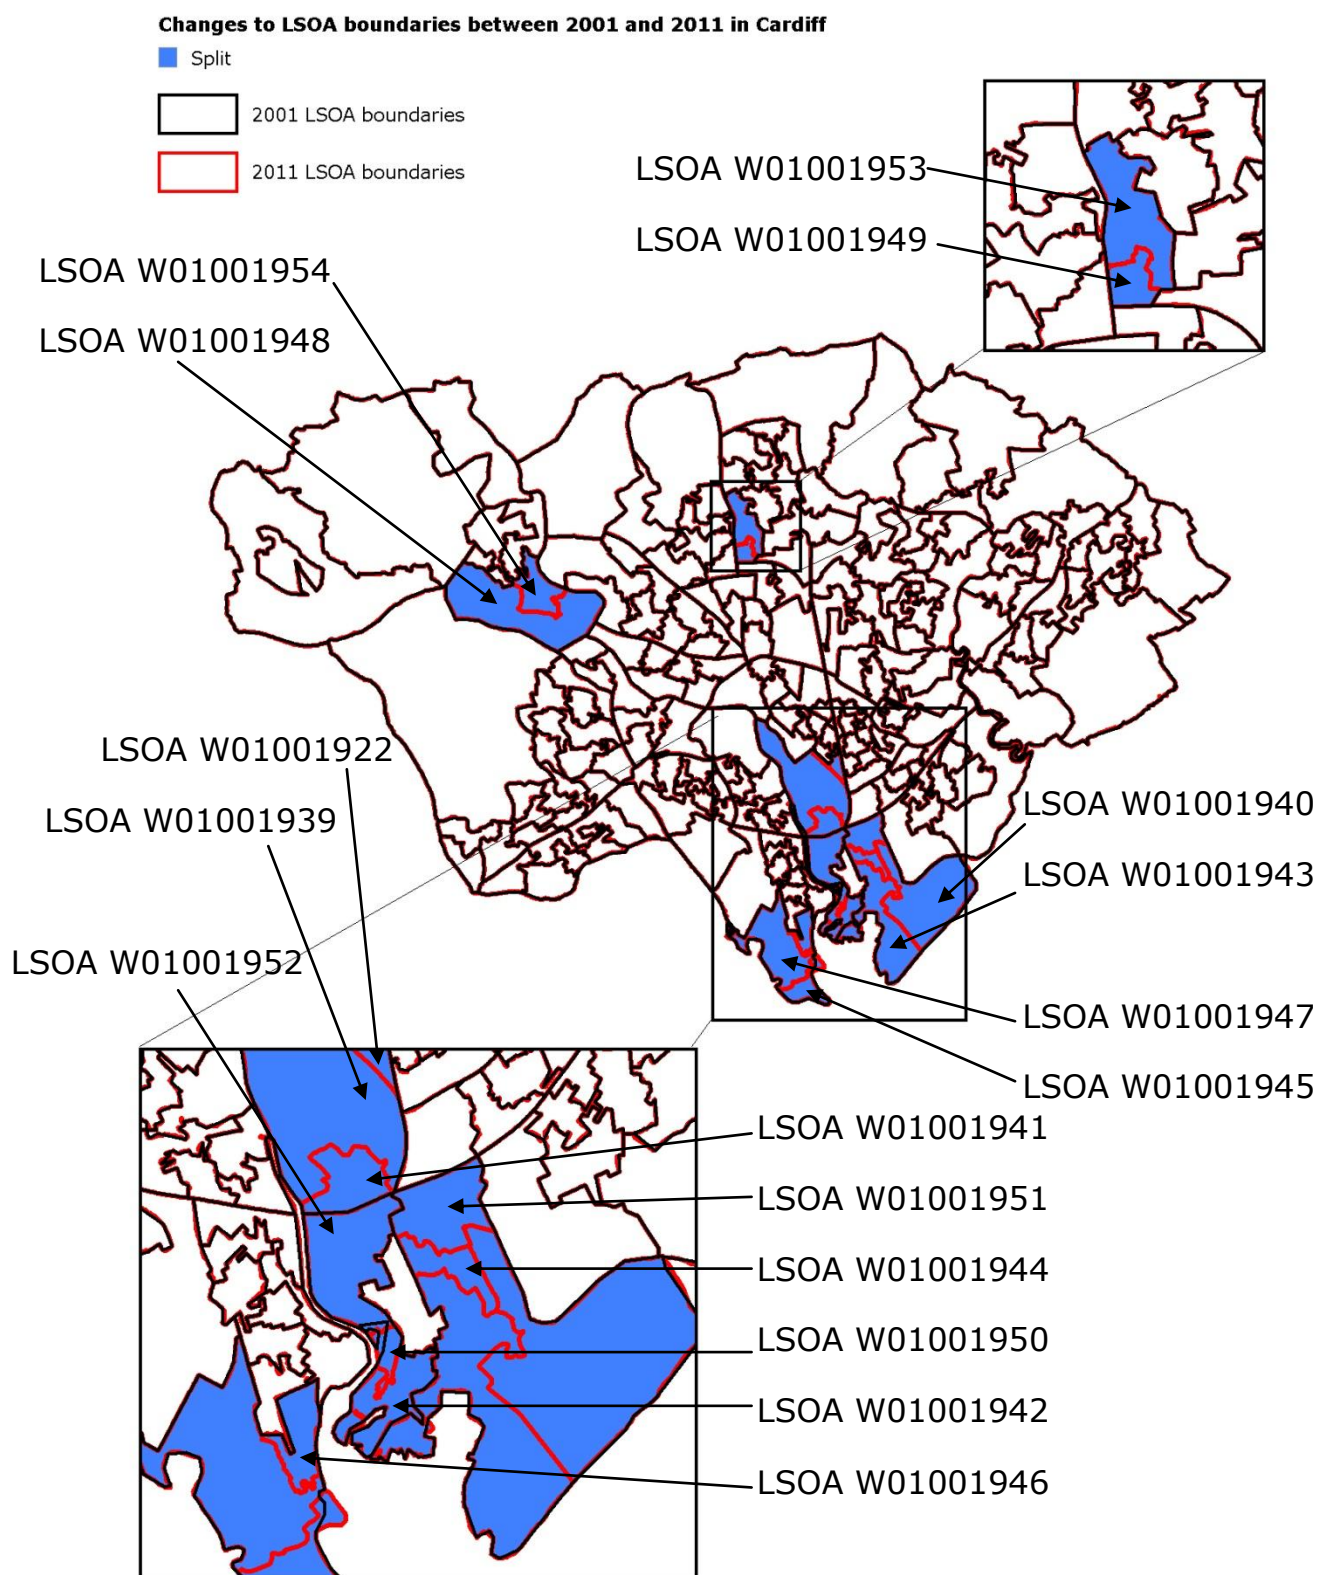 Changes to LSOA boundaries between 2001 and 2011 in Cardiff
Split
2001 LSOA boundaries
2011 LSOA boundaries
LSOA W01001953
LSOA W01001949
LSOA W01001954
LSOA W01001948
LSOA W01001922
LSOA W01001939
LSOA W01001952
LSOA W01001940
LSOA W01001943
LSOA W01001947
LSOA W01001945
LSOA W01001941
LSOA W01001951
LSOA W01001944
LSOA W01001950
LSOA W01001942
LSOA W01001946